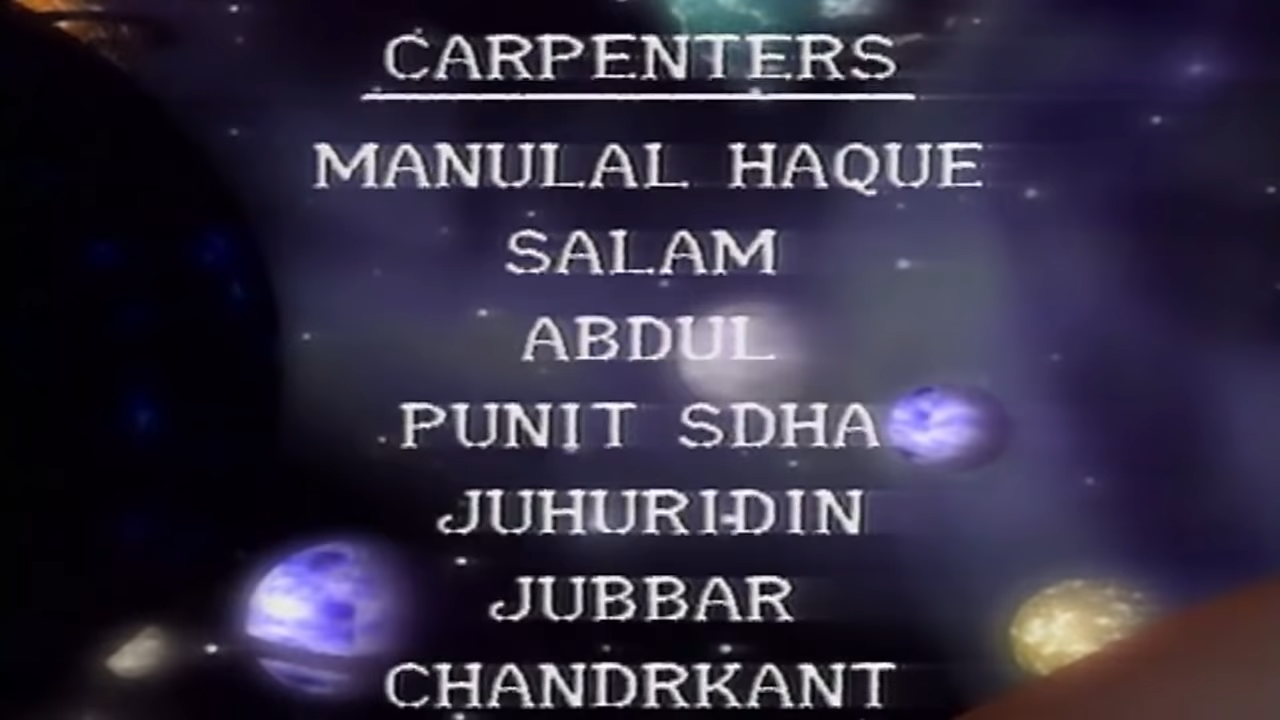 CARPENTERS
MANULAL HAQUE
SALAM
ABDUL
PUNIT SDHA
JUHURIDIN
JUBBAR
CHANDRKANT